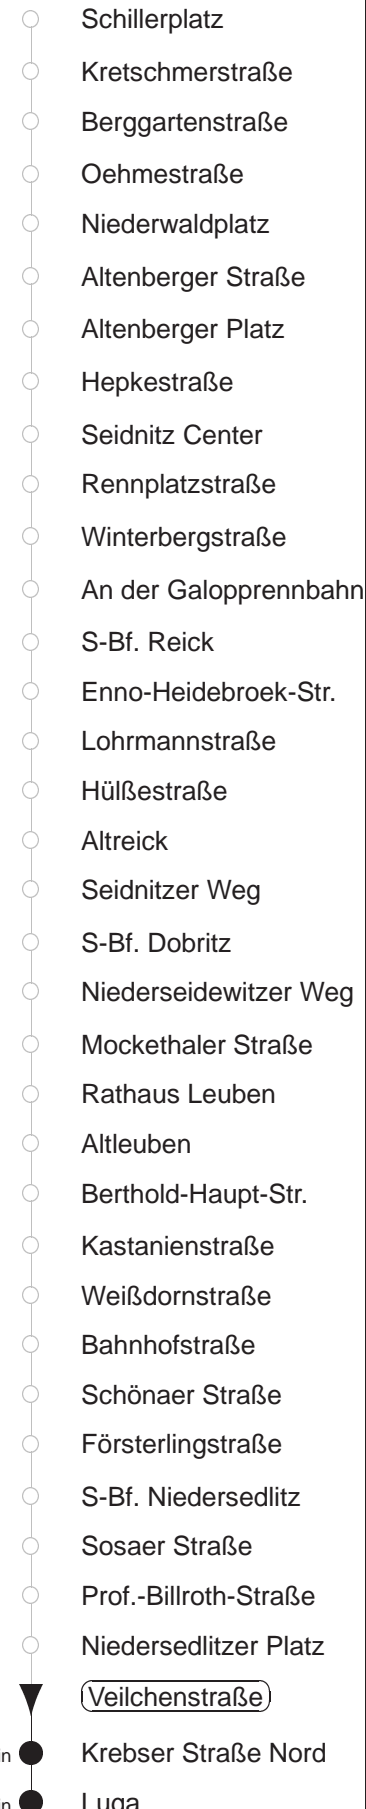 Schillerplatz
Kretschmerstraße
Berggartenstraße
Oehmestraße
Niederwaldplatz
Altenberger Straße
Altenberger Platz
Hepkestraße
Seidnitz Center
Rennplatzstraße
Winterbergstraße
An der Galopprennbahn
S-Bf. Reick
Enno-Heidebroek-Str.
Lohrmannstraße
Hülßestraße
Altreick
Seidnitzer Weg
S-Bf. Dobritz
Niederseidewitzer Weg
Mockethaler Straße
Rathaus Leuben
Altleuben
Berthold-Haupt-Str.
Kastanienstraße
Weißdornstraße
Bahnhofstraße
Schönaer Straße
Försterlingstraße
S-Bf. Niedersedlitz
Sosaer Straße
Prof.-Billroth-Straße
Niedersedlitzer Platz
Veilchenstraße
in Krebser Straße Nord
in Luga